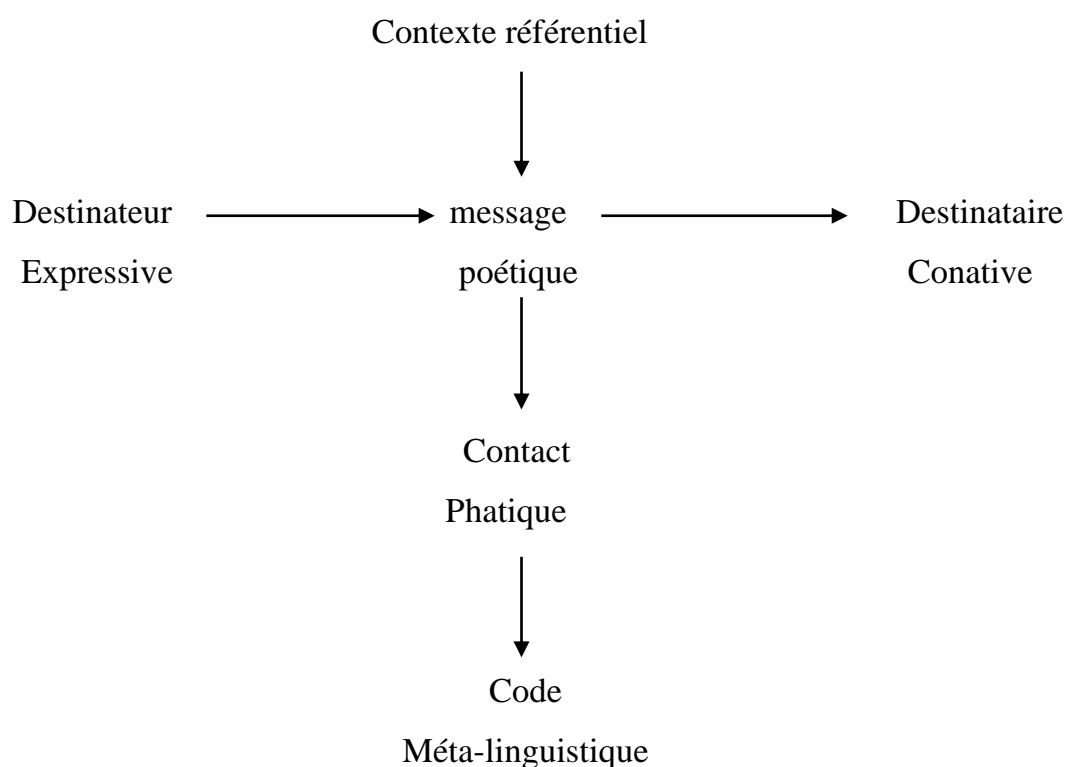 Contexte référentiel
Destinateur message Destinataire
Expressive poétique Conative
Contact
Phatique
Code
Méta-linguistique